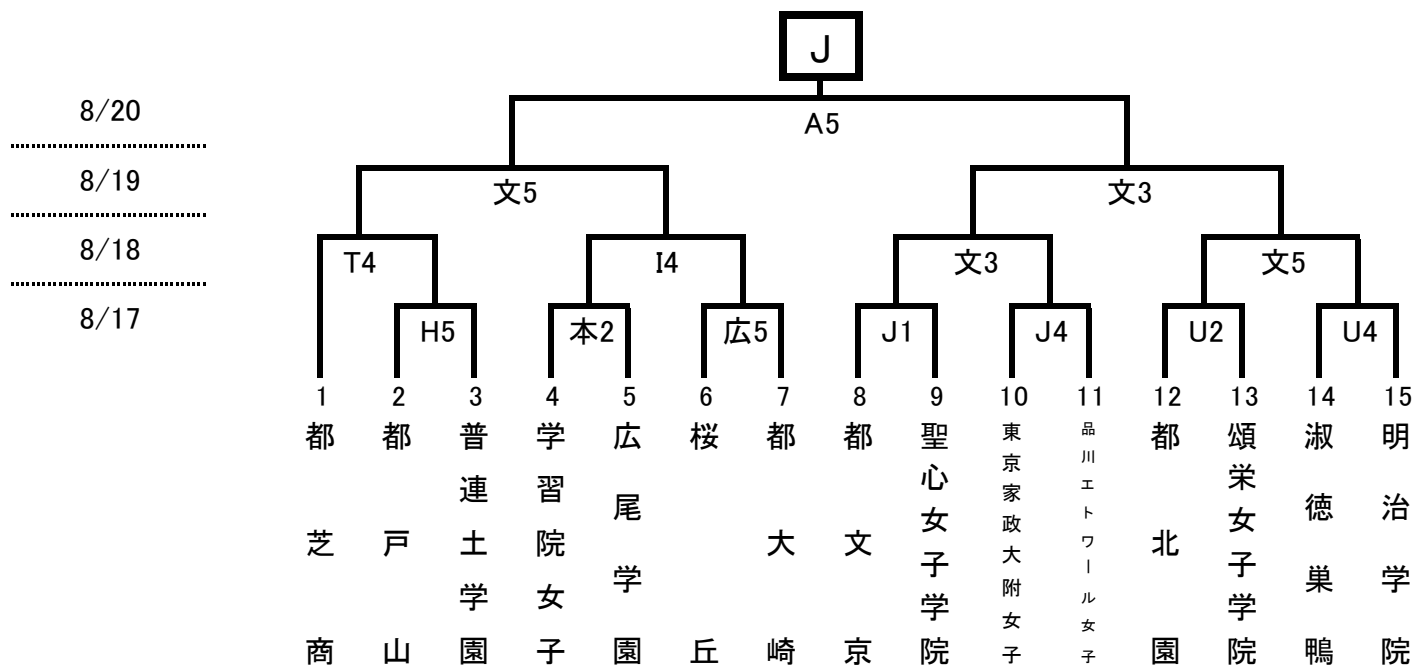 J
8/20
A5
8/19
文5
文3
8/18
T4
I4
文3
文5
8/17
H5
本2
広5
J1
J4
U2
U4
1
2
3
4
5
6
7
8
9
10
11
12
13
14
15
都芝商
都戸山
普連土学園
学習院女子
広尾学園
桜丘
都大崎
都文京
聖心女子学院
東京家政大附女子
品川エトワール女子
都北園
頌栄女子学院
淑徳巣鴨
明治学院